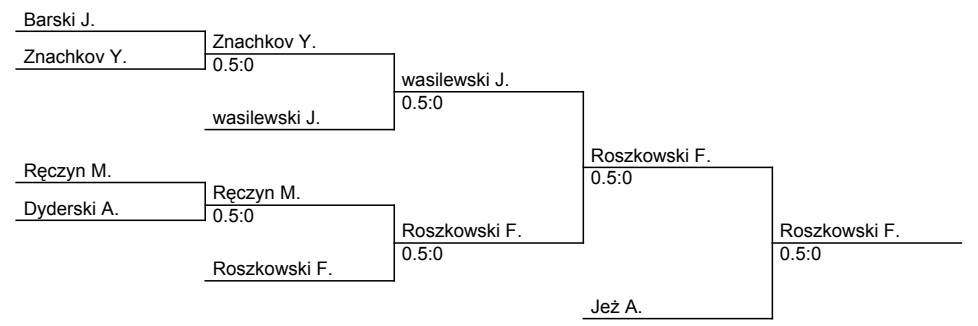 Barski J.
Znachkov Y.
Znachkov Y.
0.5:0
wasilewski J.
wasilewski J.
0.5:0
Ręczyn M.
Dyderski A.
Ręczyn M.
0.5:0
Roszkowski F.
Roszkowski F.
0.5:0
Roszkowski F.
0.5:0
Jeż A.
Roszkowski F.
0.5:0